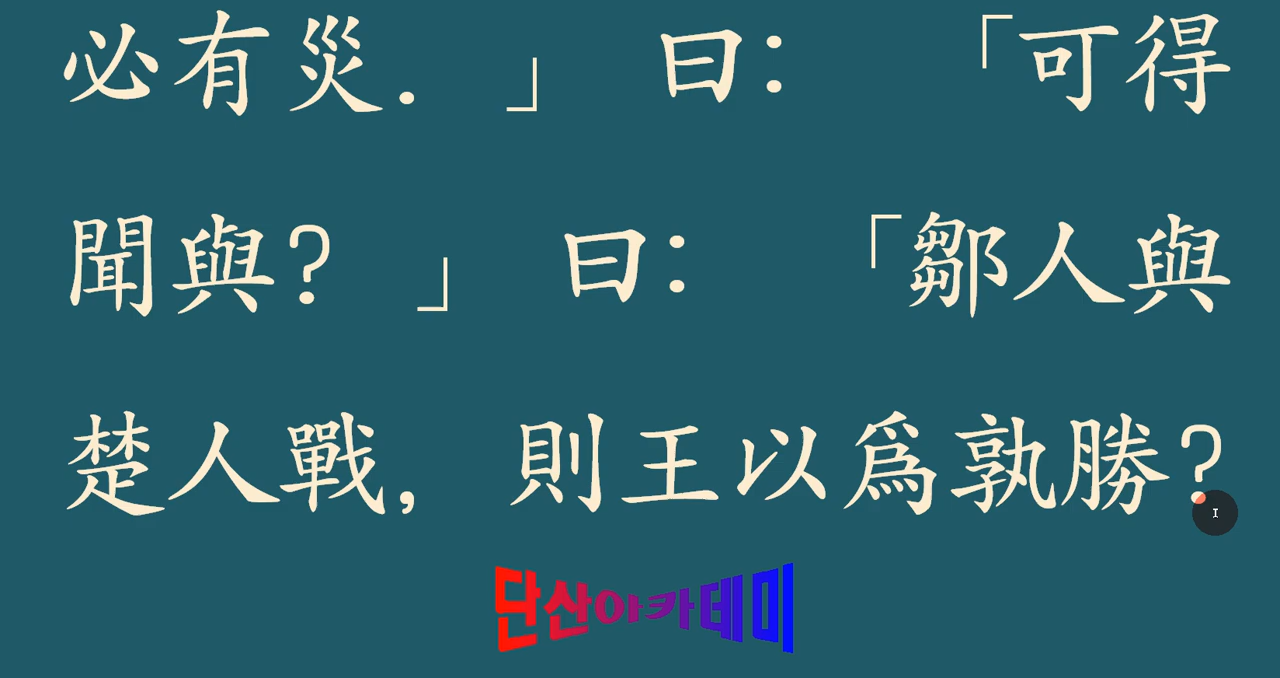 必有災.」 曰: 「可得
聞與?」 曰: 「鄒人與
楚人戰, 則王以爲孰勝?
단산아카데미